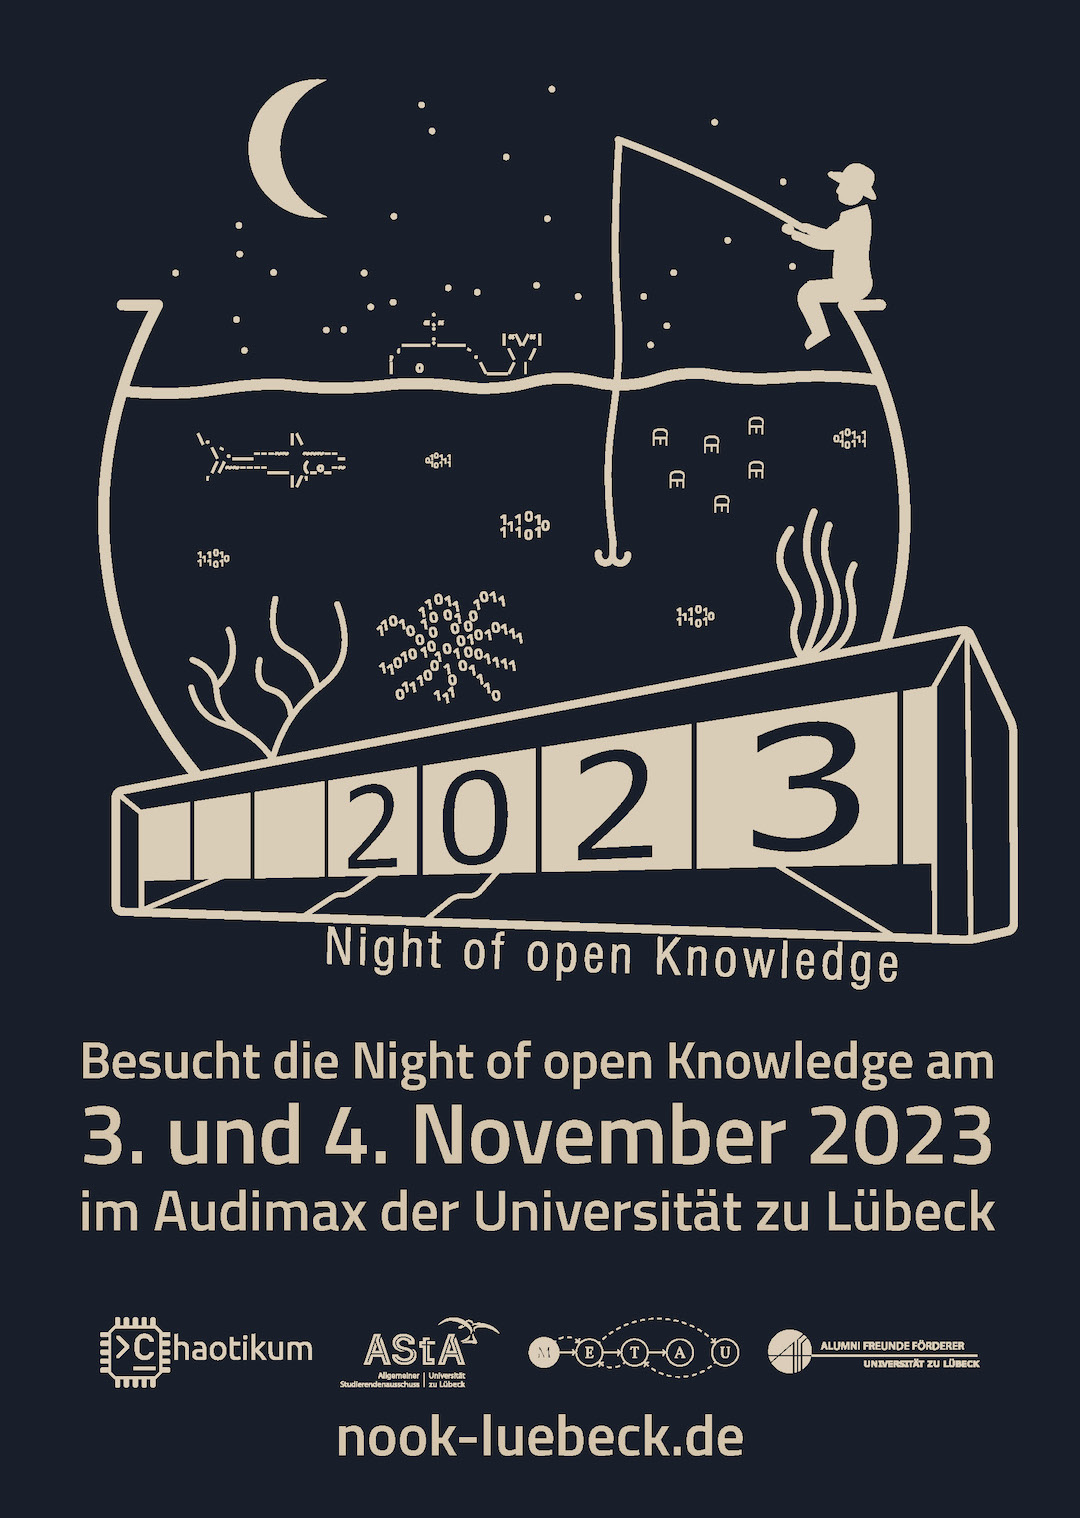 2023
Night of open Knowledge
Besucht die Night of open Knowledge am
3. und 4. November 2023
im Audimax der Universität zu Lübeck
>Chaotikum
AStA
Allgemeiner Studierendenausschuss | Universität zu Lübeck
METAU
ALUMNI FREUNDE FÖRDERER
UNIVERSITÄT ZU LÜBECK
nook-luebeck.de